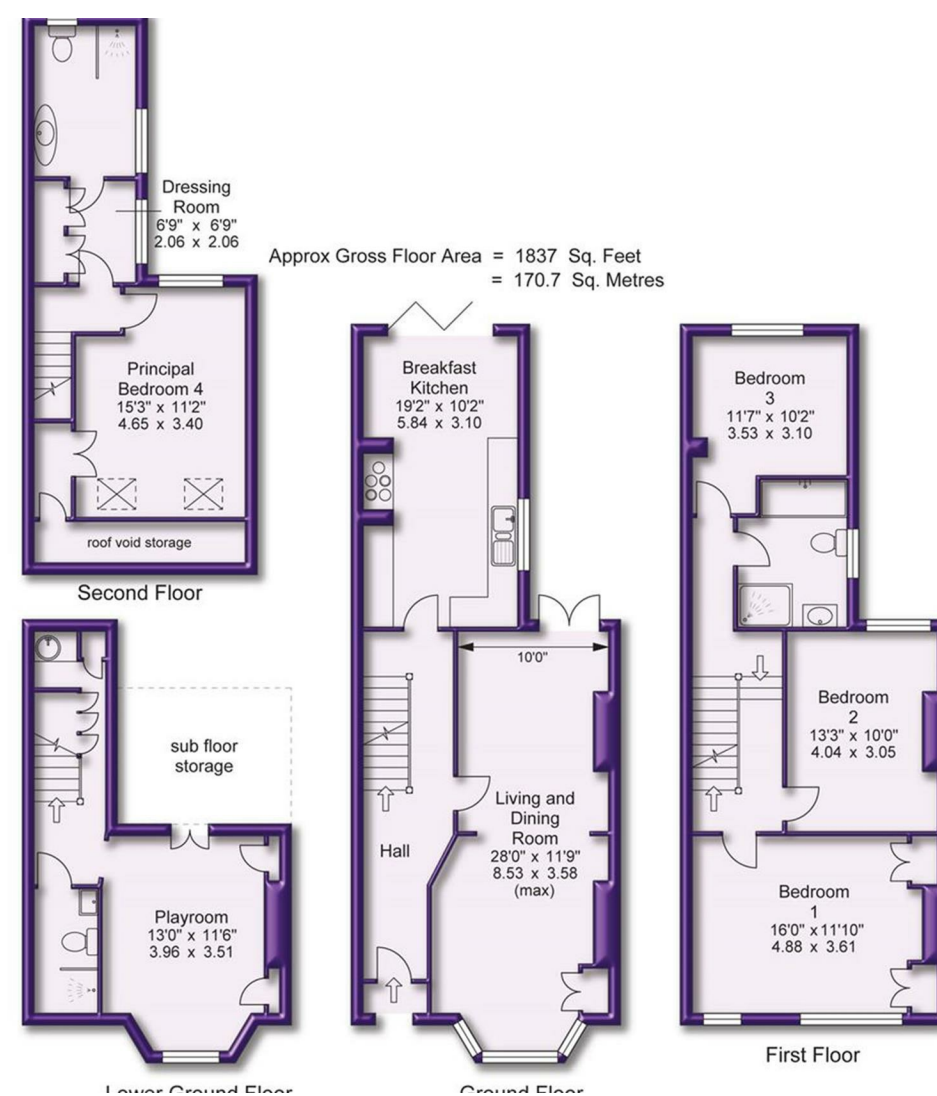 Dressing
Room
6'9" x 6'9"
2.06 x 2.06
Approx Gross Floor Area = 1837 Sq. Feet
= 170.7 Sq. Metres
Principal
Bedroom 4
15'3" x 11'2"
4.65 x 3.40
roof void storage
Second Floor
Breakfast
Kitchen
19'2" x 10'2"
5.84 x 3.10
Bedroom
3
11'7" x 10'2"
3.53 x 3.10
10'0"
sub floor
storage
Living and
Dining
Room
28'0" x 11'9"
8.53 x 3.58
(max)
Hall
Bedroom
2
13'3" x 10'0"
4.04 x 3.05
Playroom
13'0" x 11'6"
3.96 x 3.51
Bedroom
1
16'0" x 11'10"
4.88 x 3.61
First Floor
Lower Ground Floor
Ground Floor